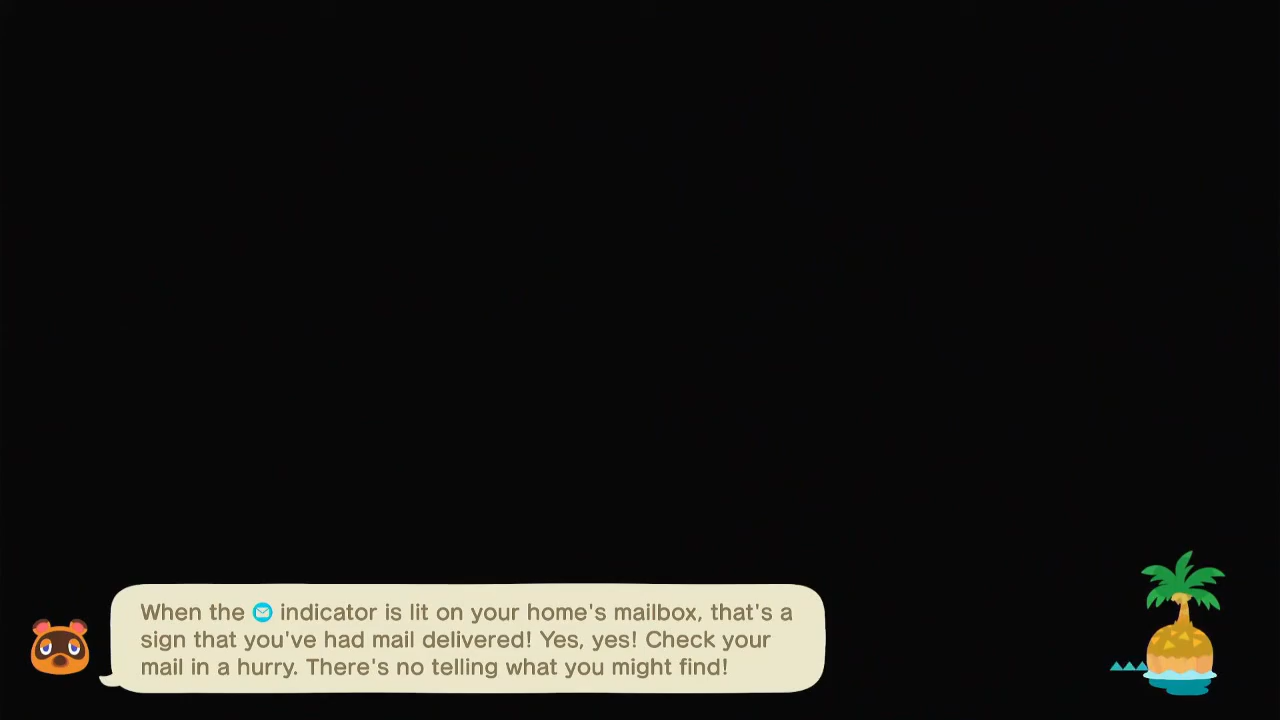 When the indicator is lit on your home's mailbox, that's a
sign that you've had mail delivered! Yes, yes! Check your
mail in a hurry. There's no telling what you might find!